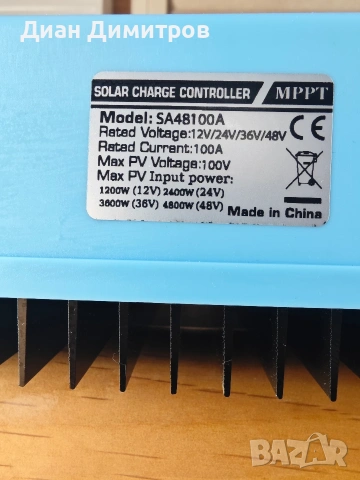 Диан Димитров
SOLAR CHARGE CONTROLLER / MPPT
Model: SA48100A
Rated Voltage:12V/24V/36V/48V
Rated Current:100A
Max PV Voltage:100V
Max PV Input power:
1200W (12V) 2400W (24V)
3600W (36V) 4800W (48V)
CE
Made in China
BAZAR